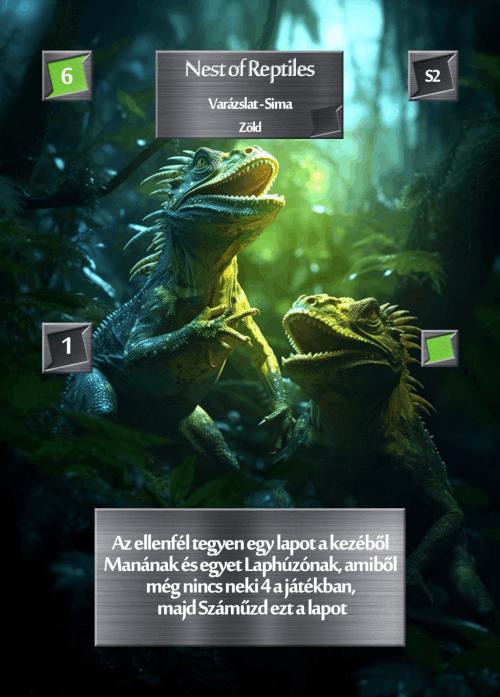 6
Nest of Reptiles
S2
Varázslat - Sima
Zöld
1
Az ellenfél tegyen egy lapot a kezéből
Manának és egyet Laphúzónak, amiből
még nincs neki 4 a játékban,
majd Száműzd ezt a lapot